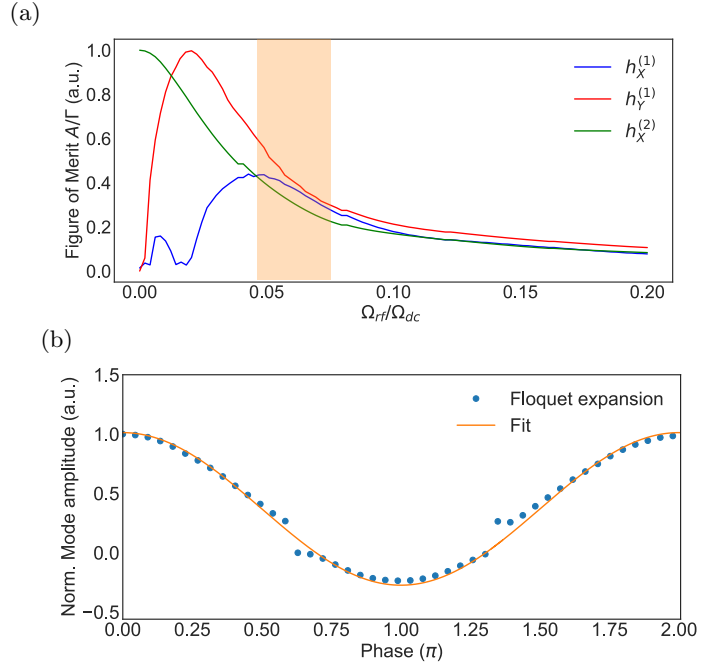 (a)
Figure of Merit A/Γ (a.u.)
1.0
0.8
0.6
0.4
0.2
0.0
h_X^(1)
h_Y^(1)
h_X^(2)
0.00 0.05 0.10 0.15 0.20
Ω_rf/Ω_dc
(b)
Norm. Mode amplitude (a.u.)
1.5
1.0
0.5
0.0
−0.5
Floquet expansion
Fit
0.00 0.25 0.50 0.75 1.00 1.25 1.50 1.75 2.00
Phase (π)